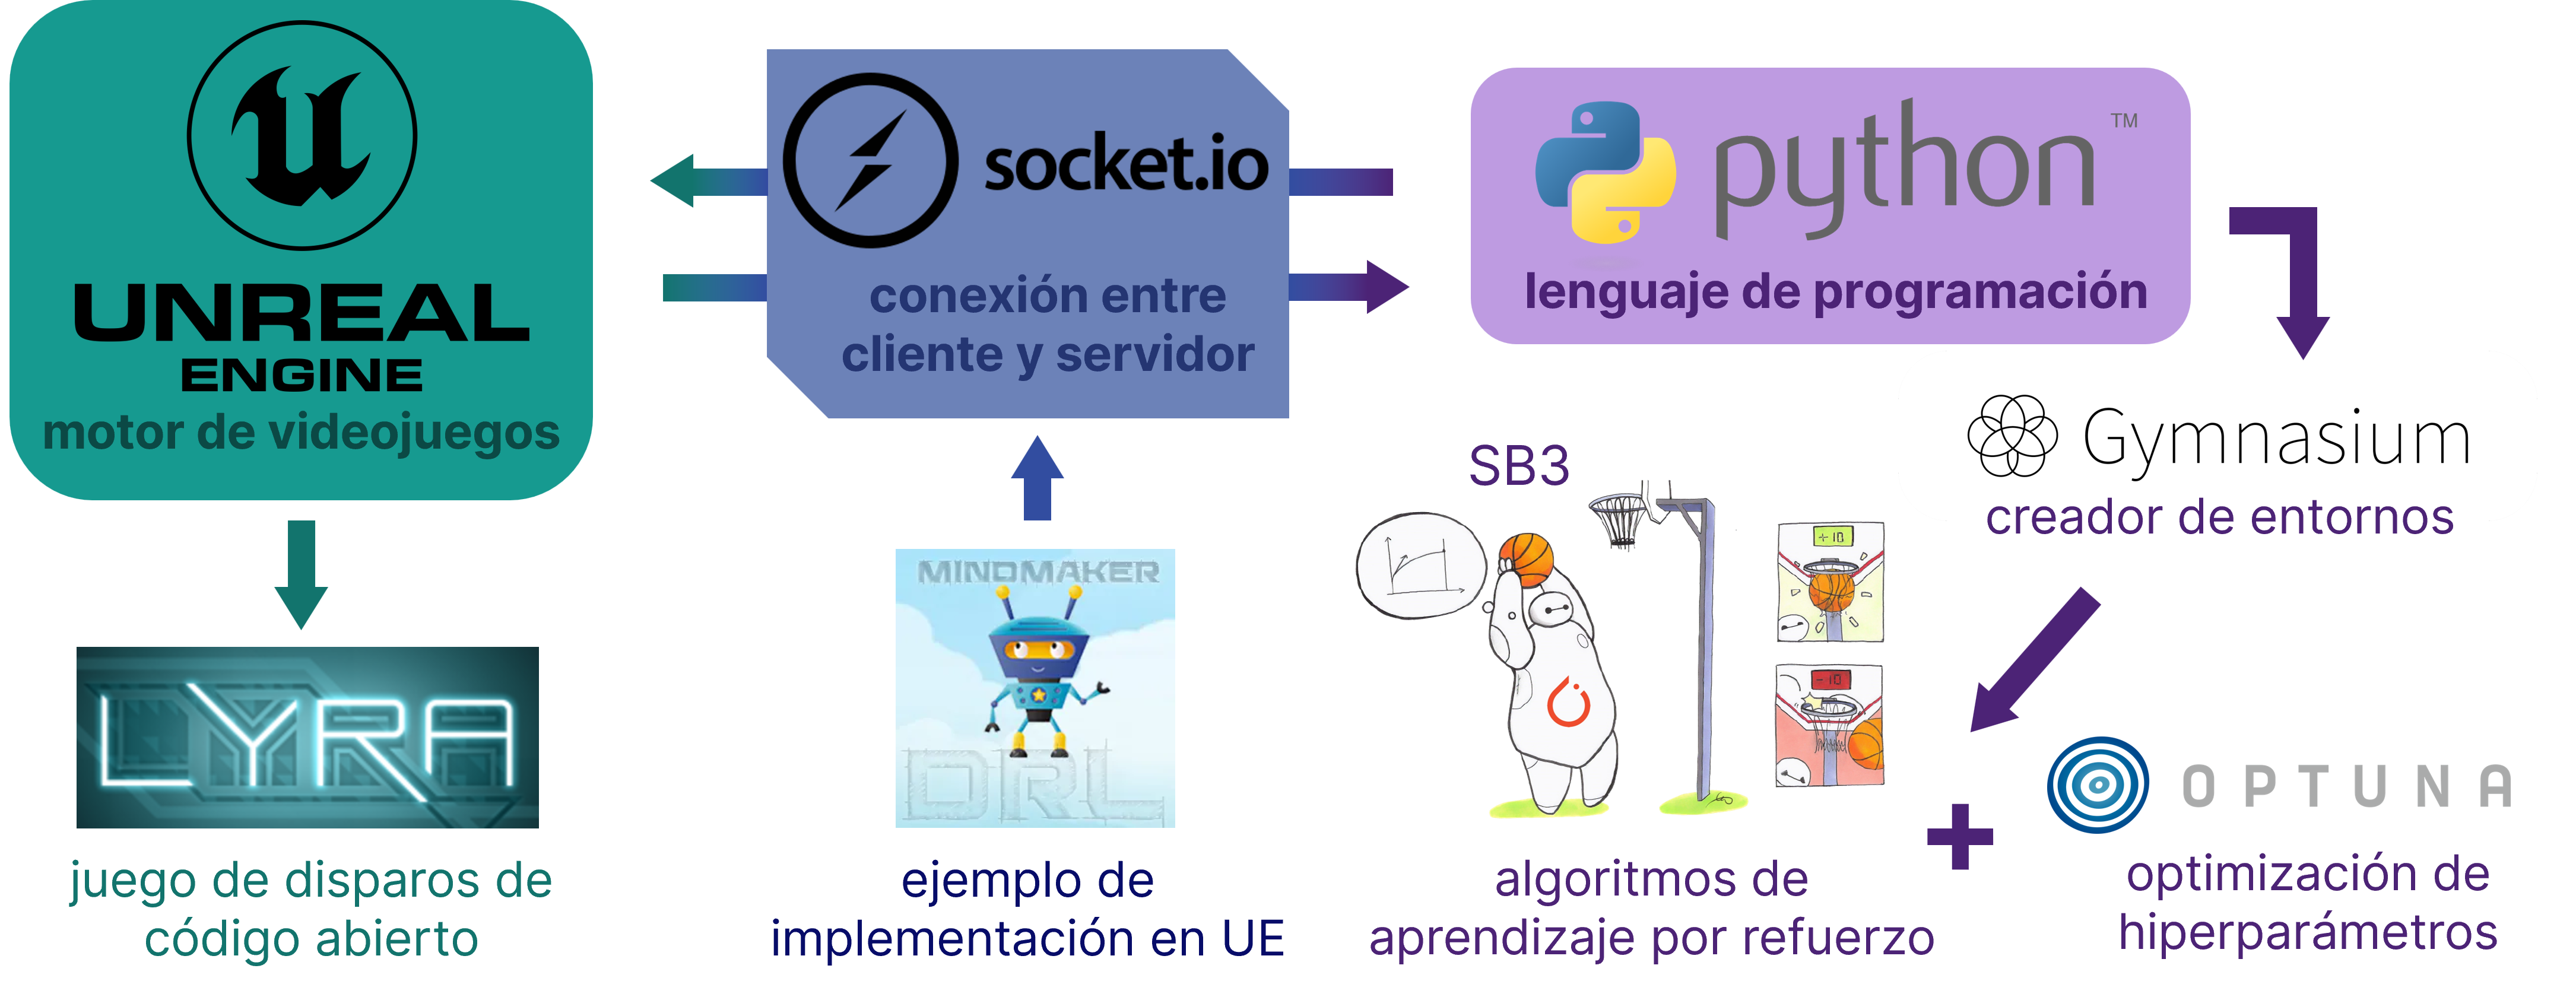 UNREAL
ENGINE
motor de videojuegos
LYRA
juego de disparos de
código abierto
socket.io
conexión entre
cliente y servidor
MINDMAKER
DRL
ejemplo de
implementación en UE
python™
lenguaje de programación
Gymnasium
creador de entornos
SB3
+10
-10
algoritmos de
aprendizaje por refuerzo
+
OPTUNA
optimización de
hiperparámetros